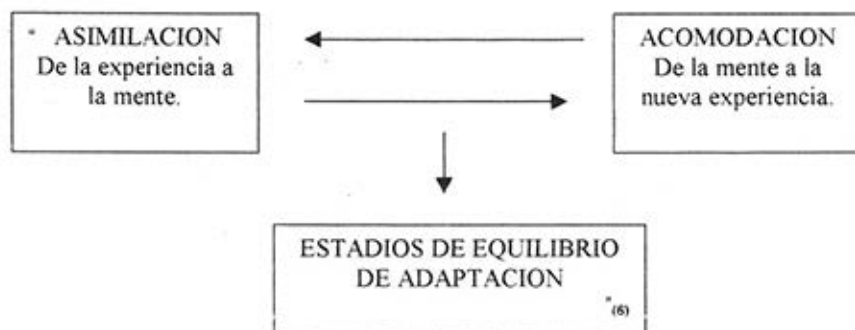 ASIMILACION
De la experiencia a
la mente.
ACOMODACION
De la mente a la
nueva experiencia.
ESTADIOS DE EQUILIBRIO
DE ADAPTACION
"(6)